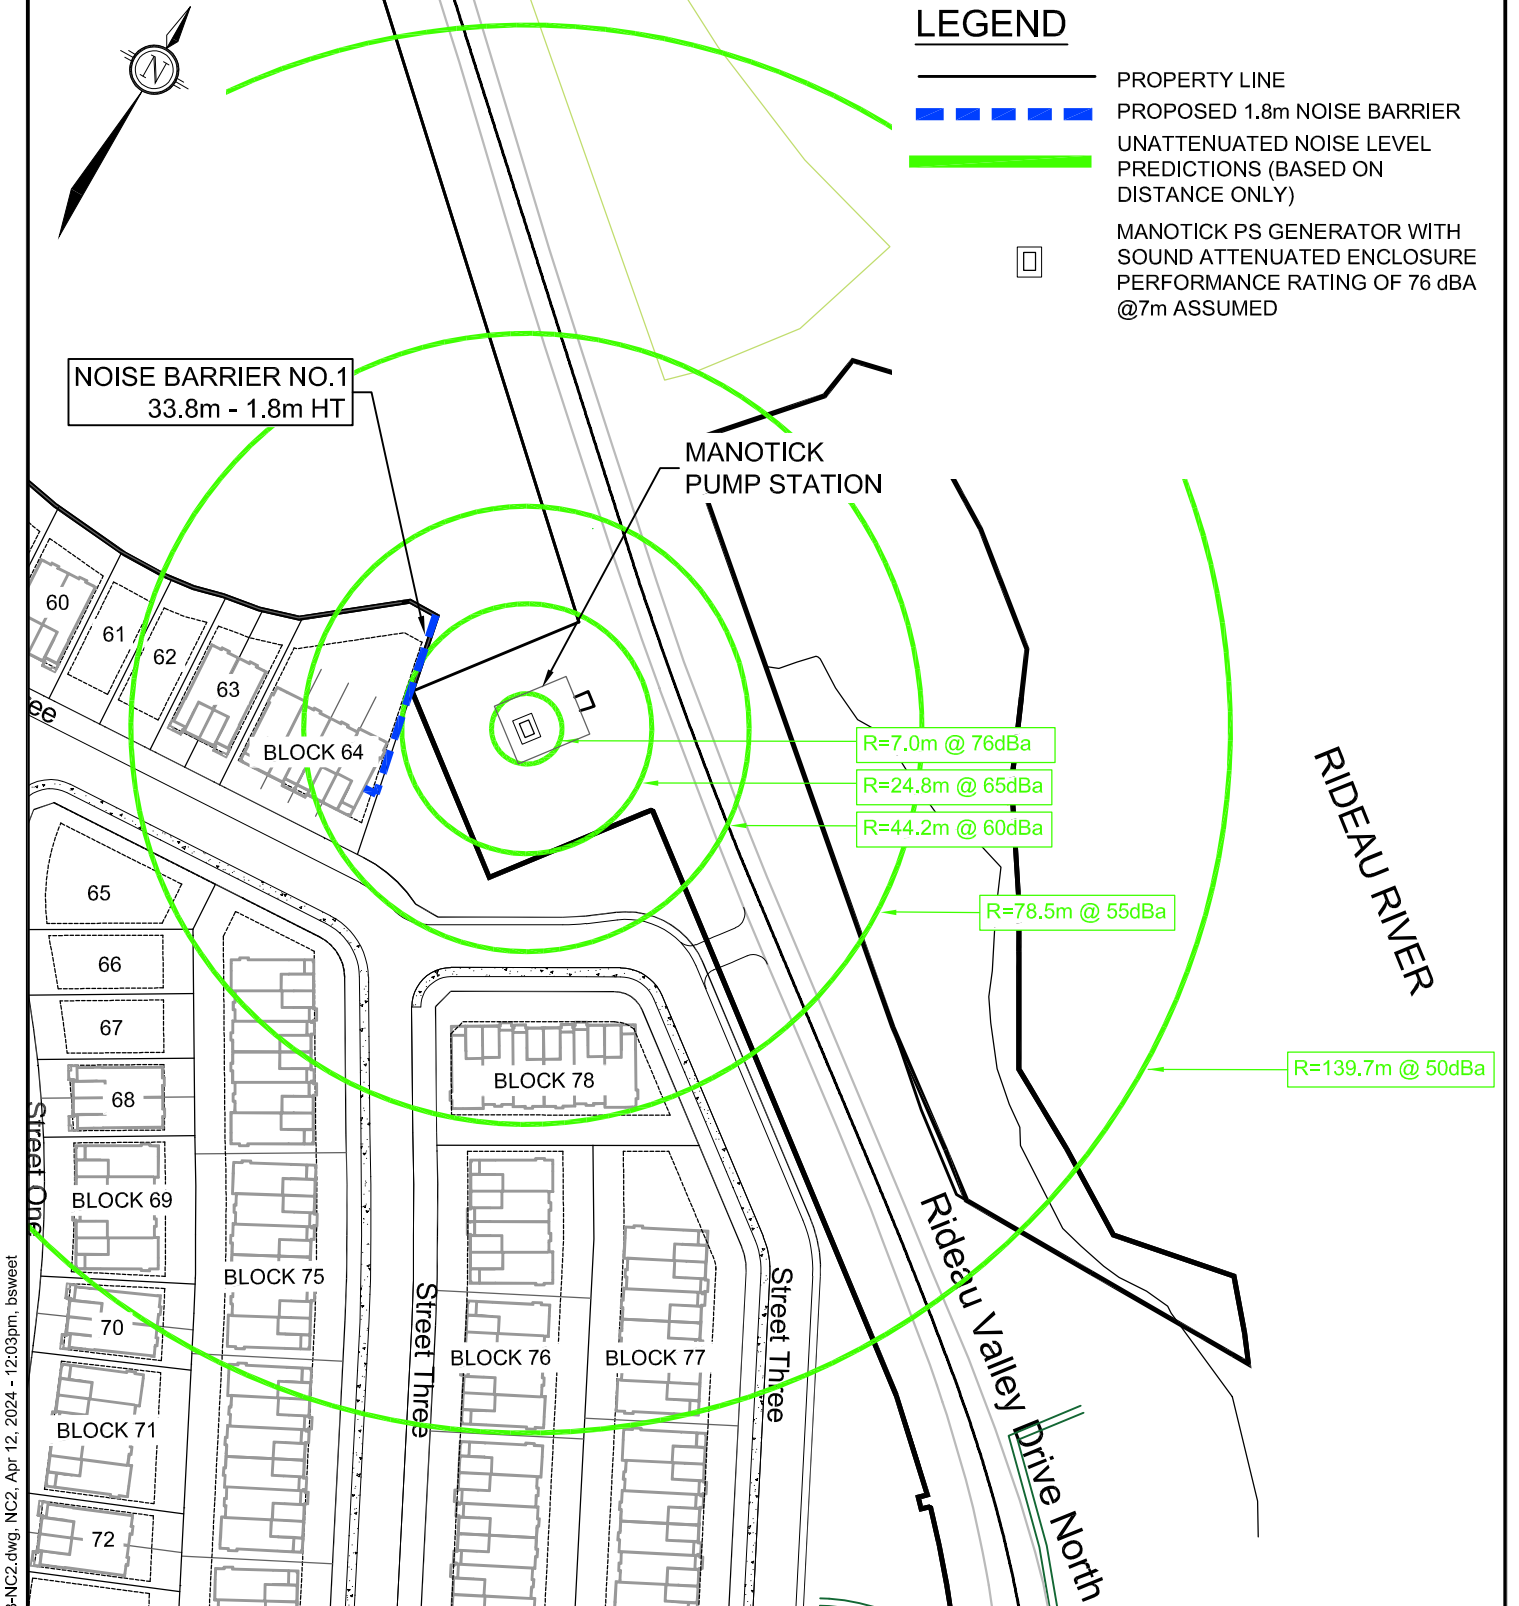 LEGEND
PROPERTY LINE
PROPOSED 1.8m NOISE BARRIER
UNATTENUATED NOISE LEVEL
PREDICTIONS (BASED ON
DISTANCE ONLY)
MANOTICK PS GENERATOR WITH
SOUND ATTENUATED ENCLOSURE
PERFORMANCE RATING OF 76 dBA
@7m ASSUMED
N
NOISE BARRIER NO.1
33.8m - 1.8m HT
MANOTICK
PUMP STATION
60
61
62
63
BLOCK 64
ee
R=7.0m @ 76dBa
R=24.8m @ 65dBa
R=44.2m @ 60dBa
R=78.5m @ 55dBa
R=139.7m @ 50dBa
RIDEAU RIVER
65
66
67
68
BLOCK 69
70
BLOCK 71
72
BLOCK 75
BLOCK 78
BLOCK 76
BLOCK 77
Street One
Street Three
Street Three
Rideau Valley Drive North
-NC2.dwg, NC2, Apr 12, 2024 - 12:03pm, bsweet